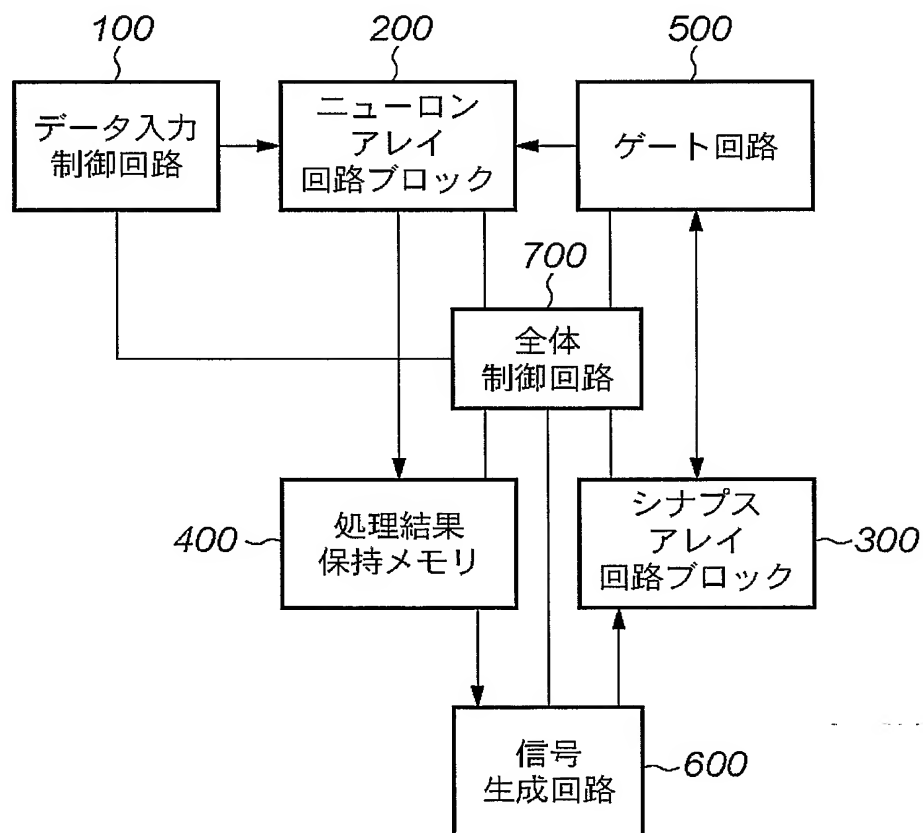 100
200
500
データ入力
制御回路
ニューロン
アレイ
回路ブロック
ゲート回路
700
全体
制御回路
400
処理結果
保持メモリ
シナプス
アレイ
回路ブロック
300
信号
生成回路
600